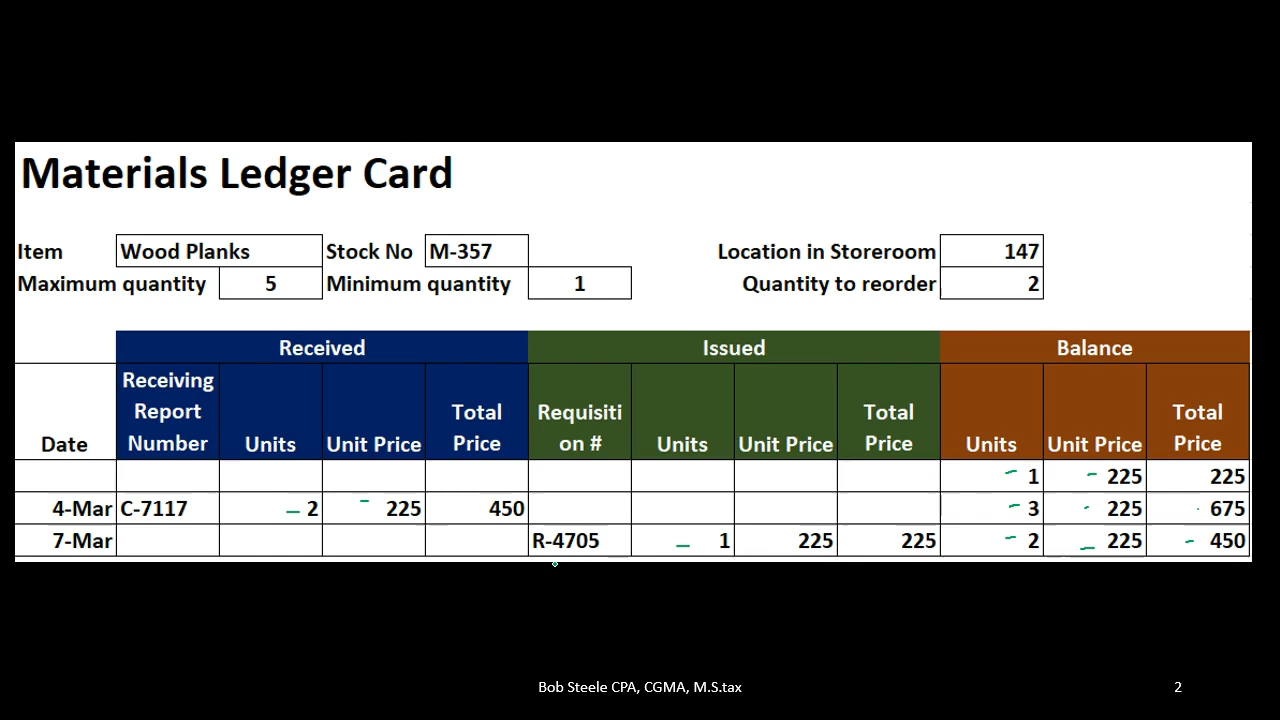 Materials Ledger Card
Item Wood Planks Stock No M-357 Location in Storeroom 147
Maximum quantity 5 Minimum quantity 1 Quantity to reorder 2
Received Issued Balance
Date Receiving Report Number Units Unit Price Total Price Requisiti on # Units Unit Price Total Price Units Unit Price Total Price
1 225 225
4-Mar C-7117 2 225 450 3 225 675
7-Mar R-4705 1 225 225 2 225 450
Bob Steele CPA, CGMA, M.S.tax 2